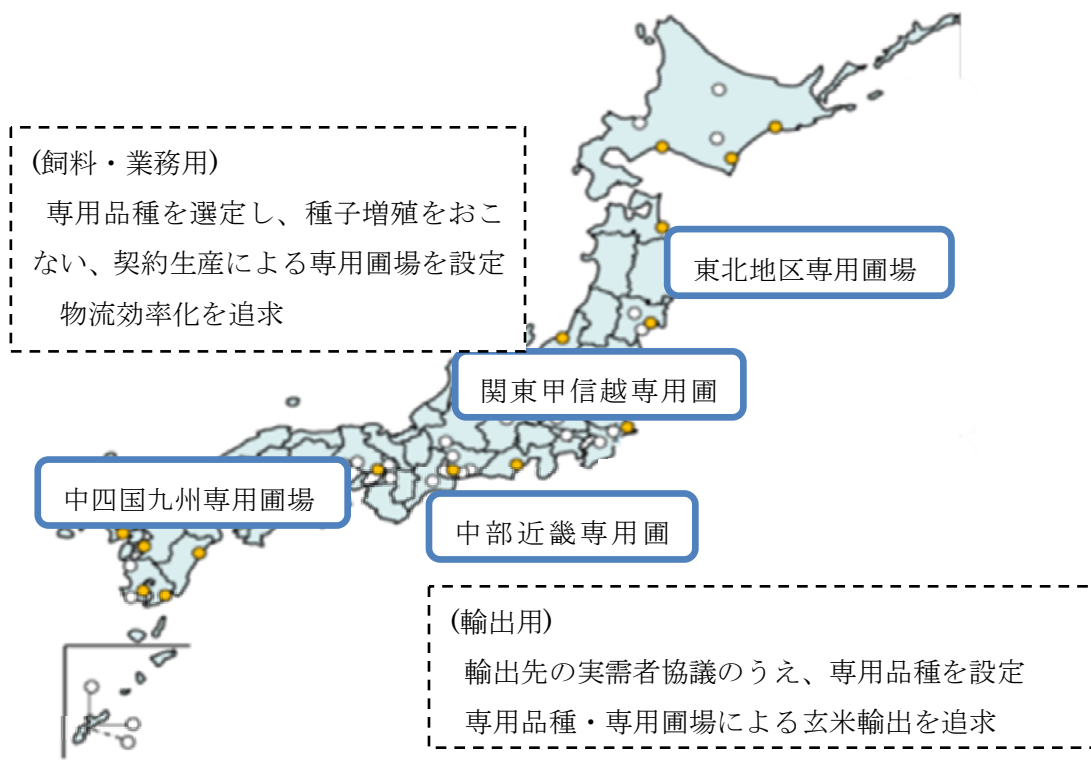 (飼料・業務用)
専用品種を選定し、種子増殖をおこ
ない、契約生産による専用圃場を設定
物流効率化を追求
東北地区専用圃場
関東甲信越専用圃
中四国九州専用圃場
中部近畿専用圃
(輸出用)
輸出先の実需者協議のうえ、専用品種を設定
専用品種・専用圃場による玄米輸出を追求